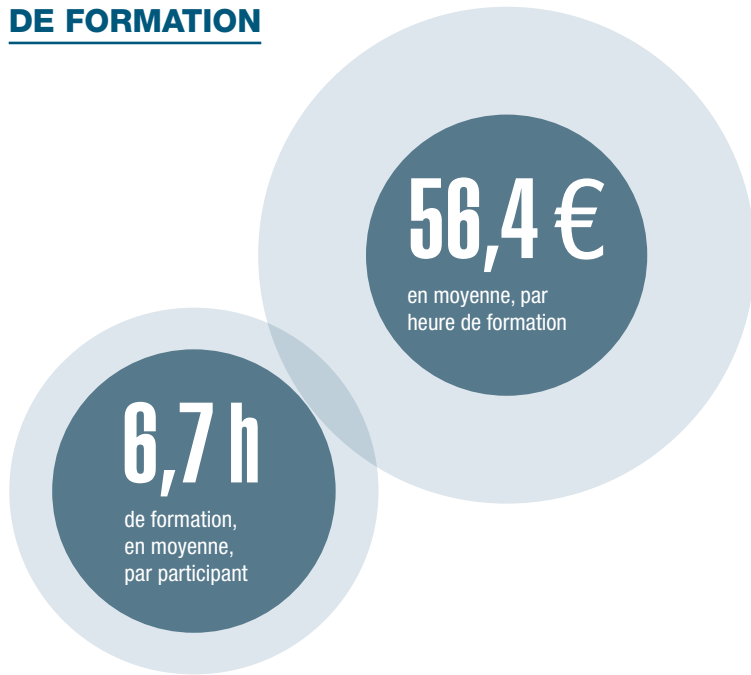 DE FORMATION
56,4 €
en moyenne, par
heure de formation
6,7 h
de formation,
en moyenne,
par participant